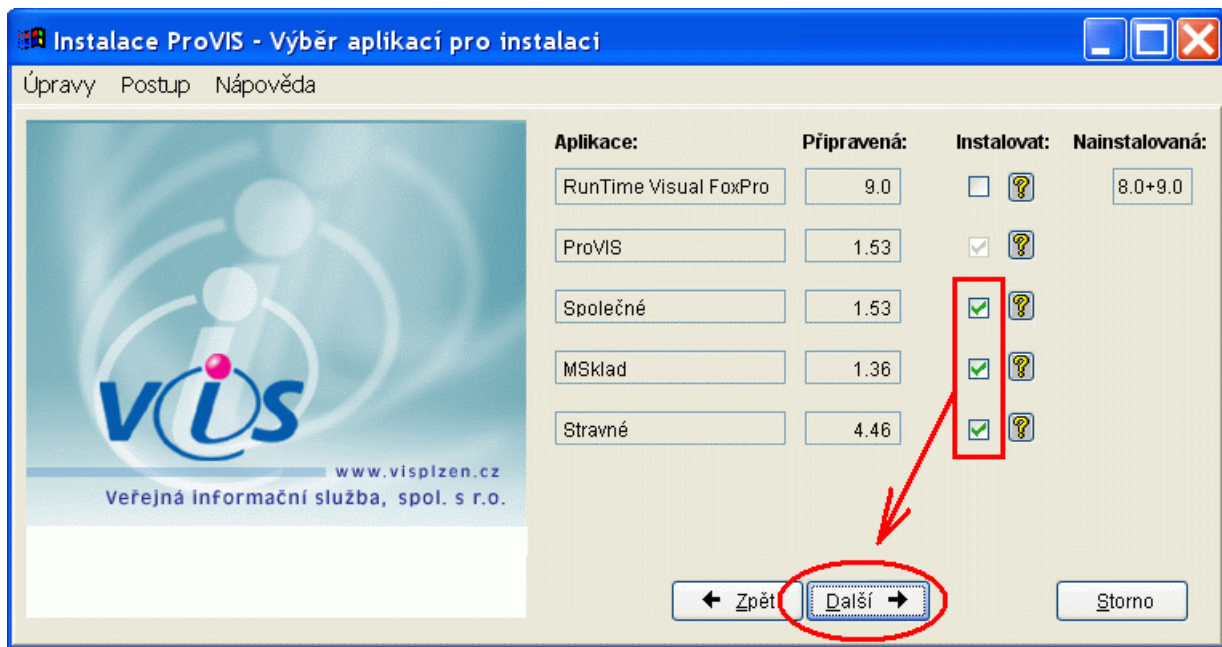 Instalace ProVIS - Výběr aplikací pro instalaci
Úpravy Postup Nápověda
Aplikace: Připravená: Instalovat: Nainstalovaná:
RunTime Visual FoxPro 9.0 8.0+9.0
ProVIS 1.53
Společné 1.53
MSklad 1.36
Stravné 4.46
vis
www.visplzen.cz
Veřejná informační služba, spol. s r.o.
Zpět Další Storno